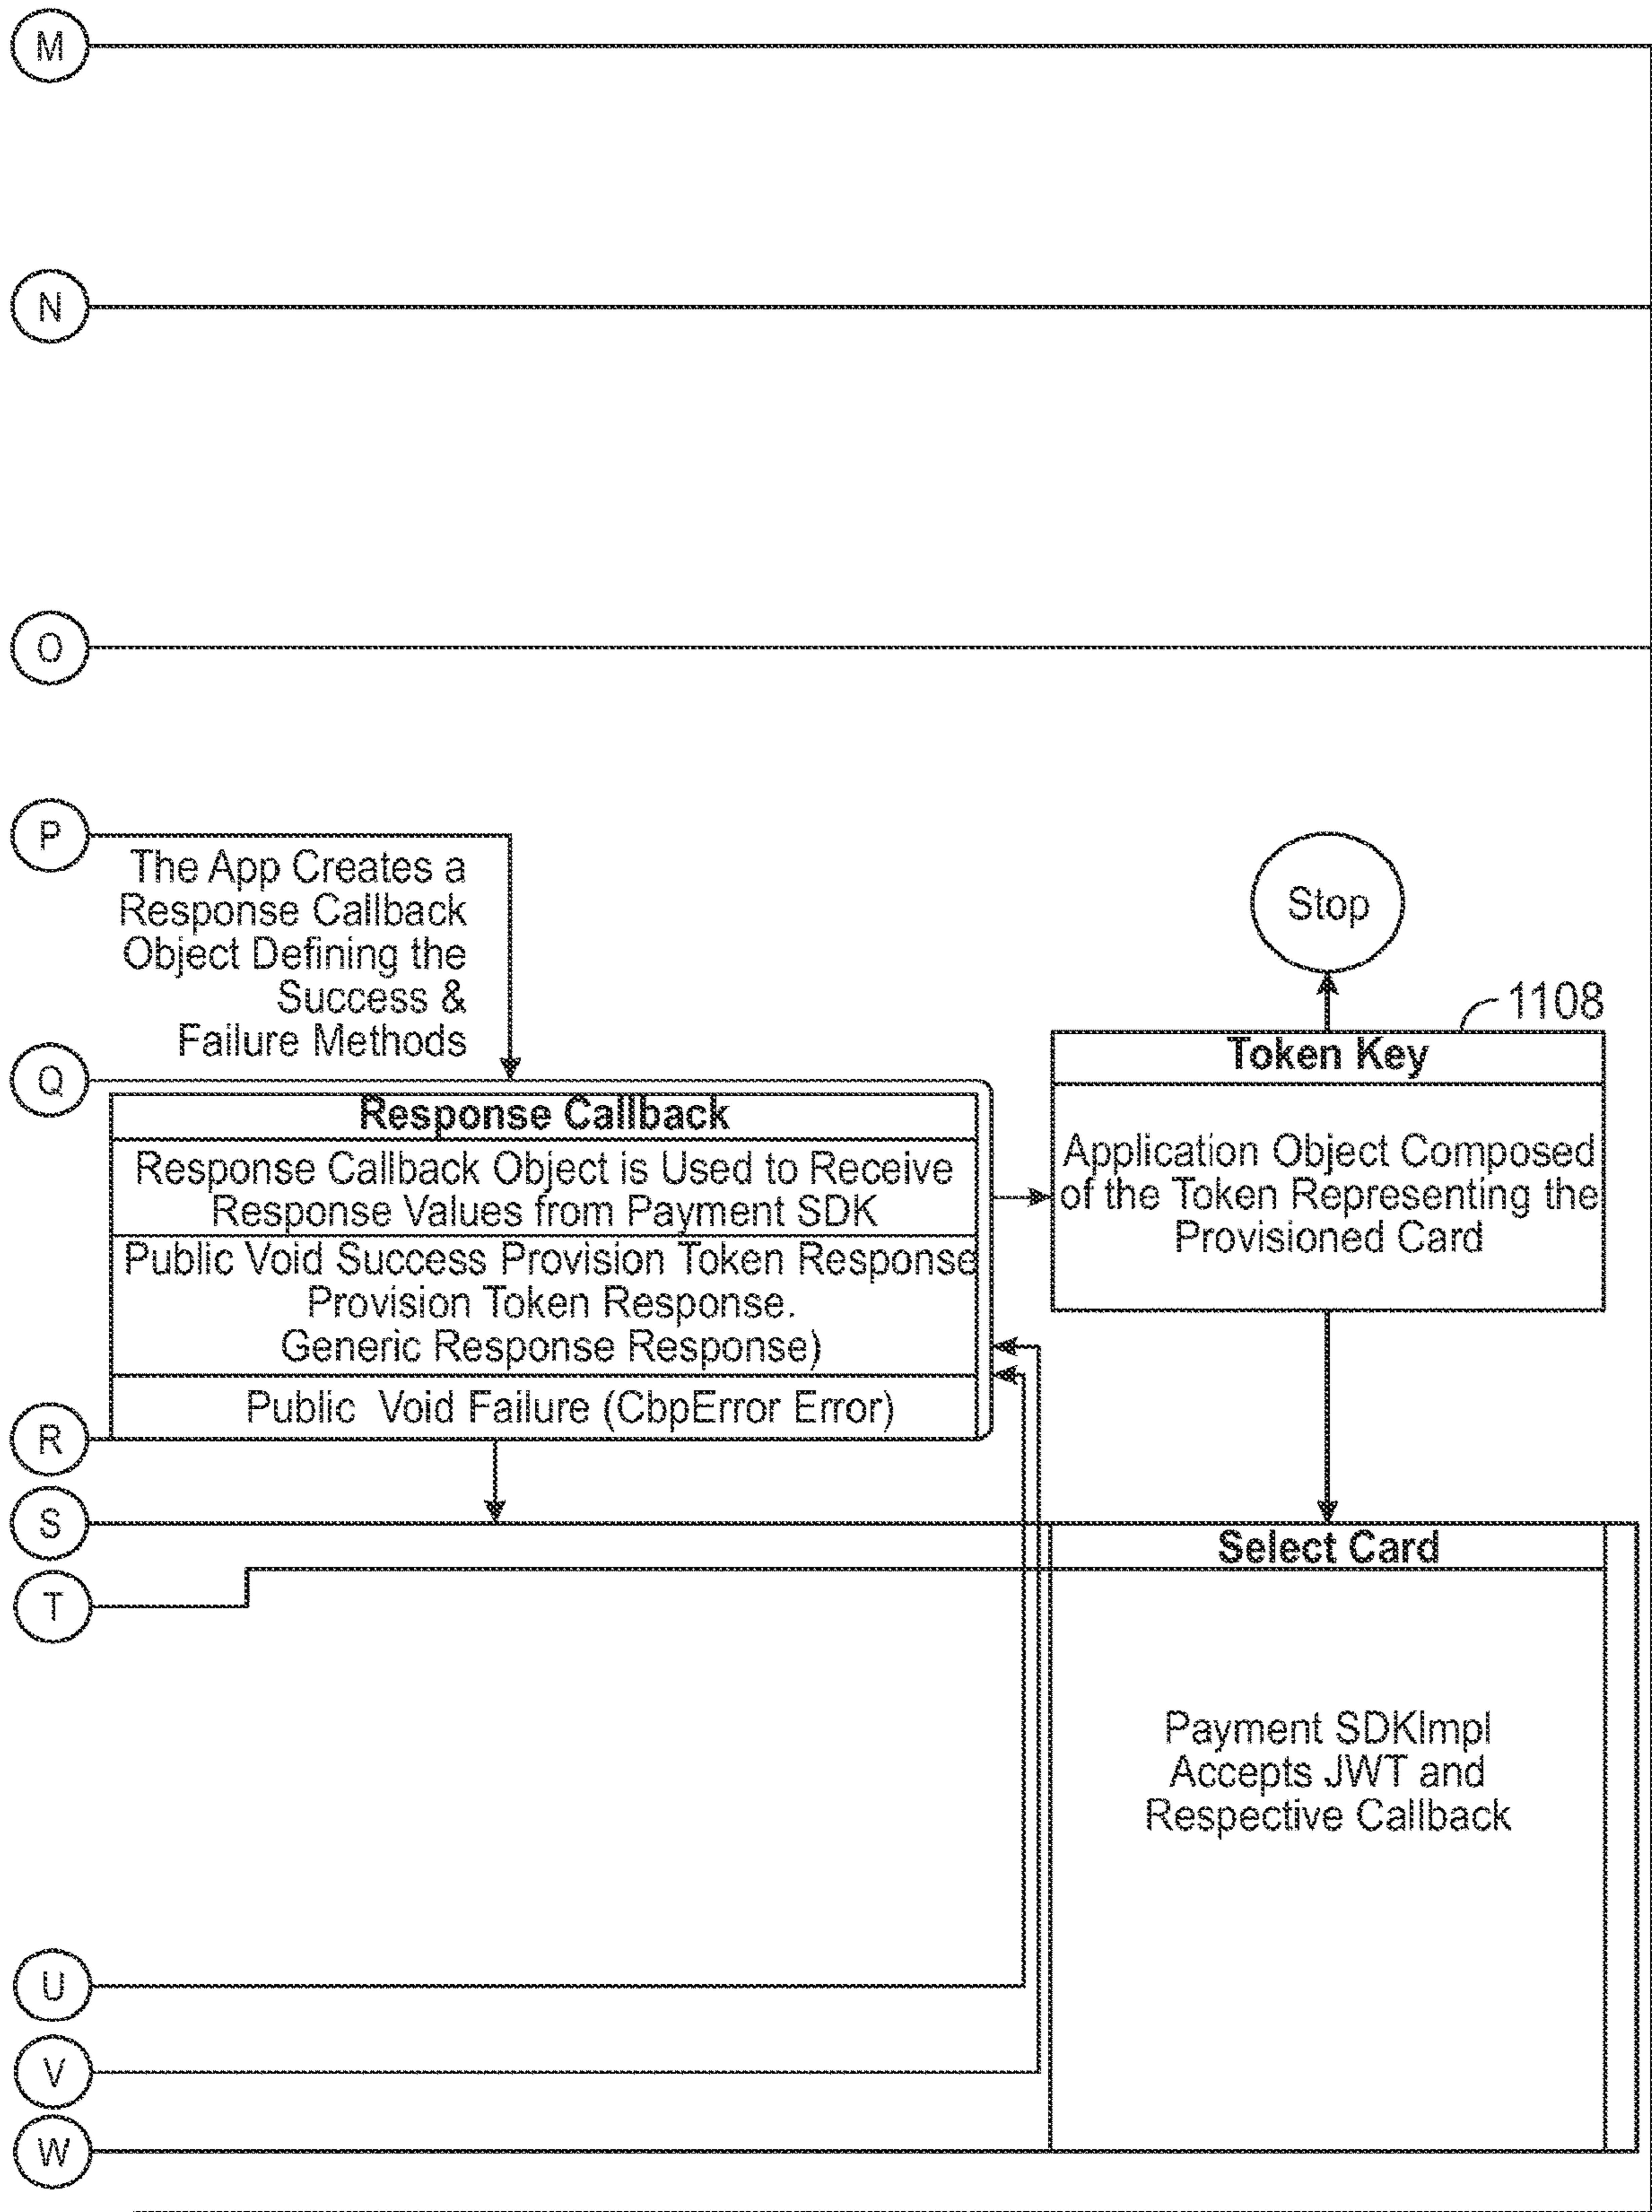 M
N
O
P
The App Creates a
Response Callback
Object Defining the
Success &
Failure Methods
Stop
1108
Token Key
Application Object Composed
of the Token Representing the
Provisioned Card
Q
Response Callback
Response Callback Object is Used to Receive
Response Values from Payment SDK
Public Void Success Provision Token Response
Provision Token Response.
Generic Response Response)
Public Void Failure (CbpError Error)
R
S
T
Select Card
Payment SDKImpl
Accepts JWT and
Respective Callback
U
V
W